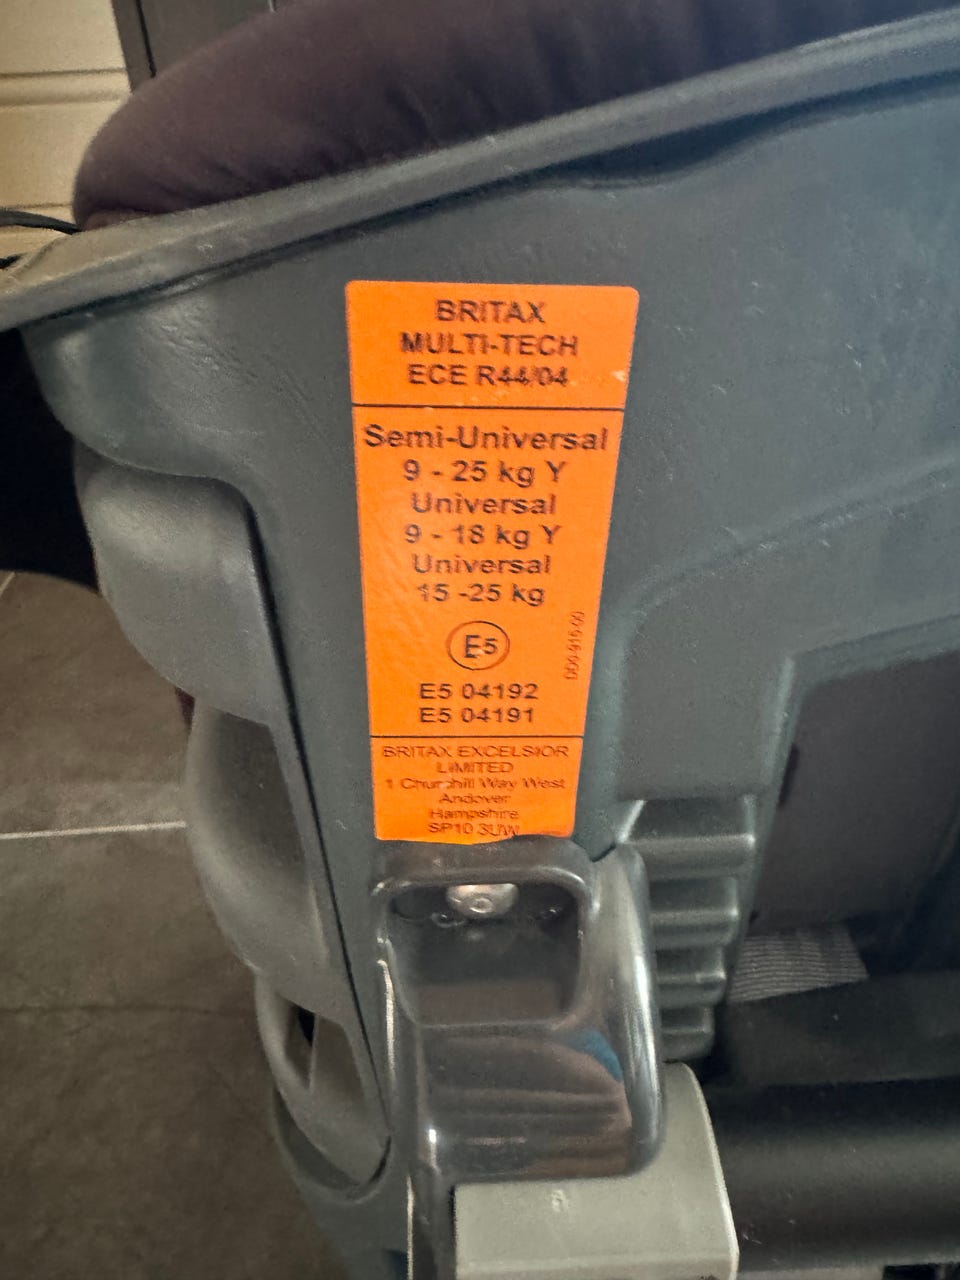 BRITAX
MULTI-TECH
ECE R44/04
Semi-Universal
9 - 25 kg Y
Universal
9 - 18 kg Y
Universal
15 -25 kg
E5
E5 04192
E5 04191
BRITAX EXCELSIOR
LIMITED
1 Churchill Way West
Andover
Hampshire
SP10 3UW